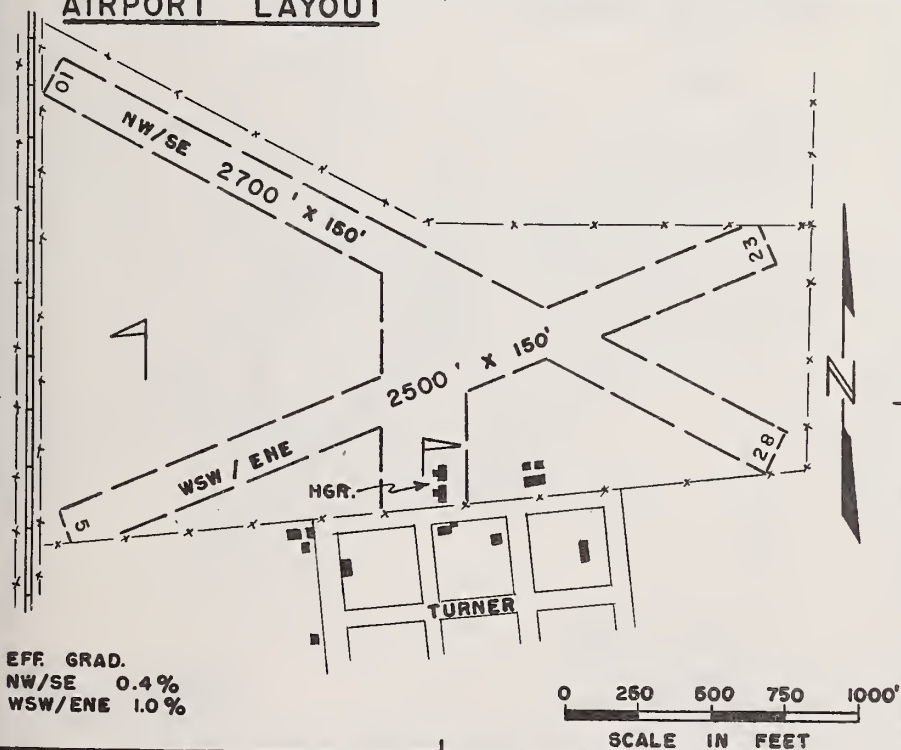 AIRPORT LAYOUT
10
NW/SE 2700' X 150'
23
2500' X 150'
WSW / ENE
28
5
HGR.
N
TURNER
EFF. GRAD.
NW/SE 0.4%
WSW/ENE 1.0%
0 250 500 750 1000'
SCALE IN FEET